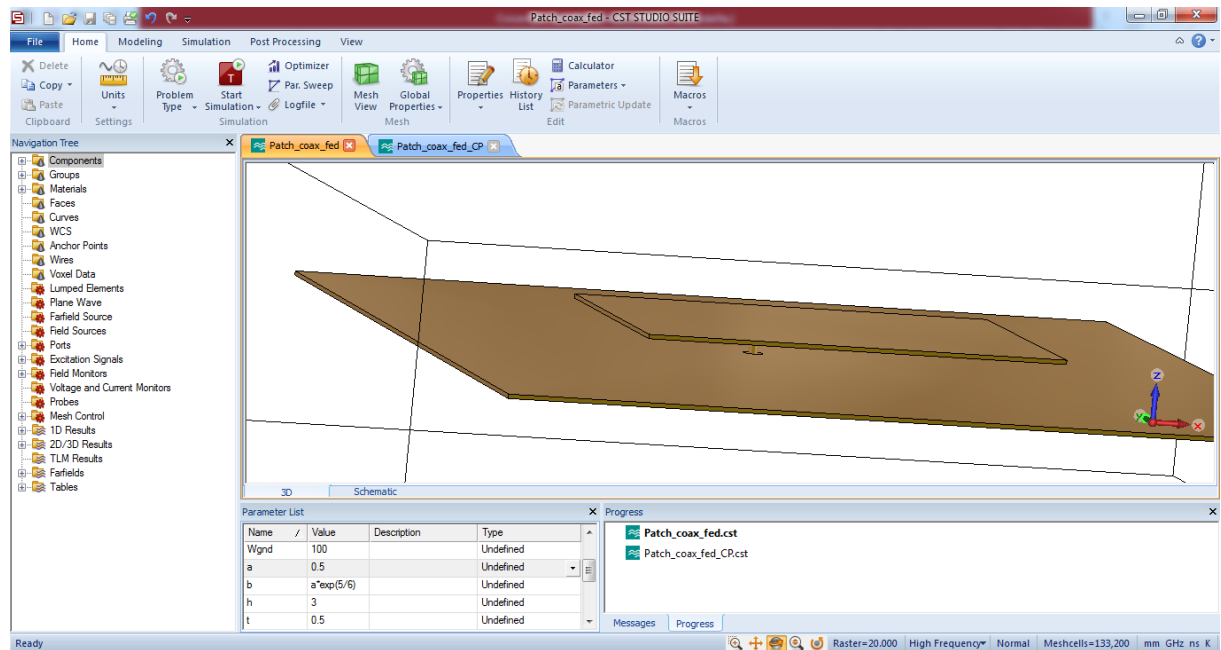 Patch_coax_fed - CST STUDIO SUITE
File Home Modeling Simulation Post Processing View
Delete
Copy
Paste
Clipboard
Units
Settings
Problem Type
Start Simulation
Optimizer
Par. Sweep
Logfile
Simulation
Mesh View
Global Properties
Mesh
Properties
History List
Calculator
Parameters
Parametric Update
Edit
Macros
Macros
Navigation Tree
Components
Groups
Materials
Faces
Curves
WCS
Anchor Points
Wires
Voxel Data
Lumped Elements
Plane Wave
Farfield Source
Field Sources
Ports
Excitation Signals
Field Monitors
Voltage and Current Monitors
Probes
Mesh Control
1D Results
2D/3D Results
TLM Results
Farfields
Tables
Patch_coax_fed
Patch_coax_fed_CP
z
y
x
3D Schematic
Parameter List
Name / Value Description Type
Wgnd 100 Undefined
a 0.5 Undefined
b a*exp(5/6) Undefined
h 3 Undefined
t 0.5 Undefined
Progress
Patch_coax_fed.cst
Patch_coax_fed_CP.cst
Messages Progress
Ready
Raster=20.000 High Frequency Normal Meshcells=133,200 mm GHz ns K